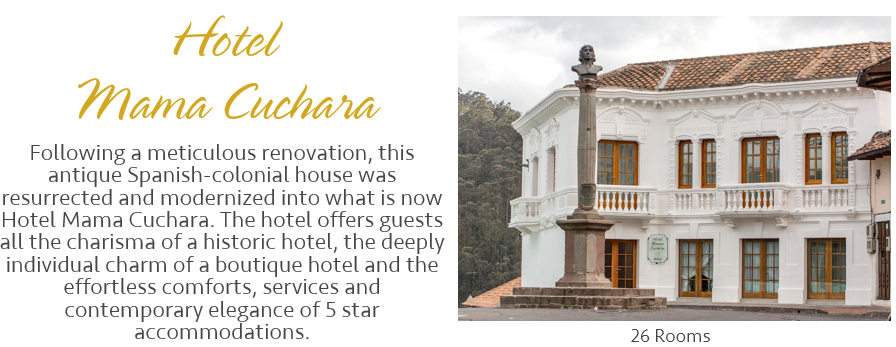 Hotel
Mama Cuchara
Following a meticulous renovation, this
antique Spanish-colonial house was
resurrected and modernized into what is now
Hotel Mama Cuchara. The hotel offers guests
all the charisma of a historic hotel, the deeply
individual charm of a boutique hotel and the
effortless comforts, services and
contemporary elegance of 5 star
accommodations.
Mama
Cuchara
26 Rooms